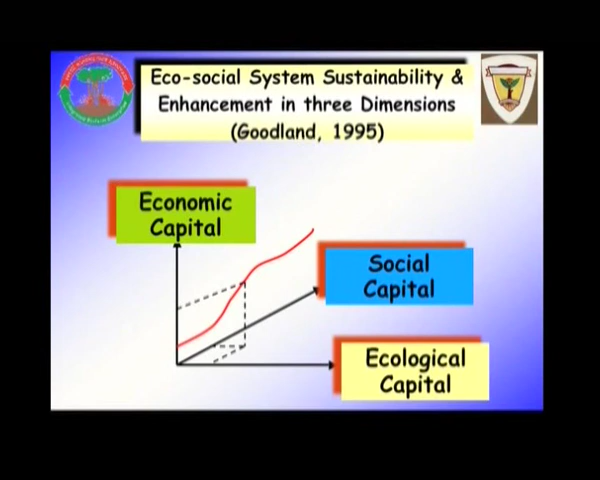 Eco-social System Sustainability &
Enhancement in three Dimensions
(Goodland, 1995)
Economic
Capital
Social
Capital
Ecological
Capital